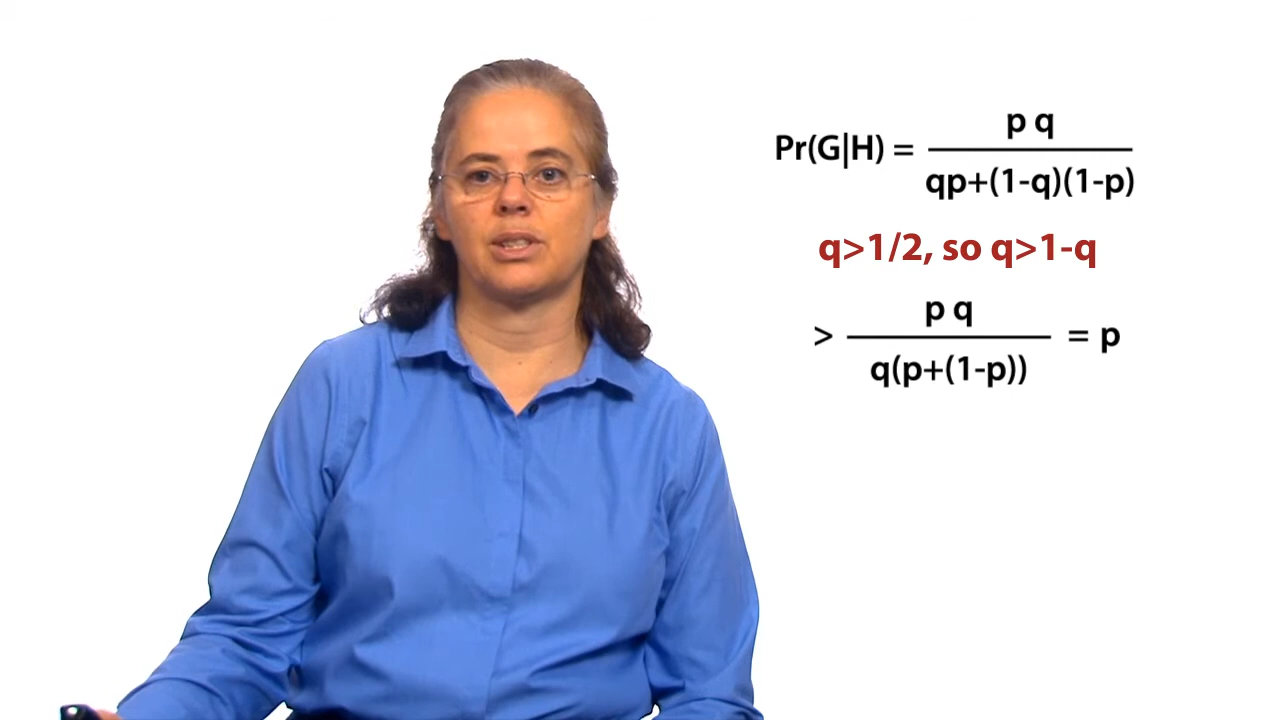 Pr(G|H) = p q / qp+(1-q)(1-p)
q>1/2, so q>1-q
> p q / q(p+(1-p)) = p